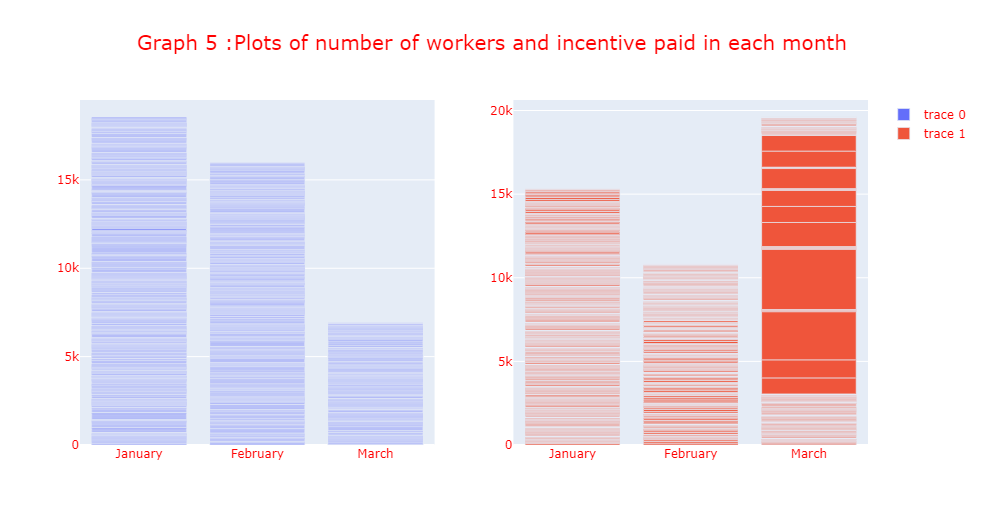 Graph 5 :Plots of number of workers and incentive paid in each month
15k
10k
5k
0
January February March
20k
15k
10k
5k
0
January February March
trace 0
trace 1